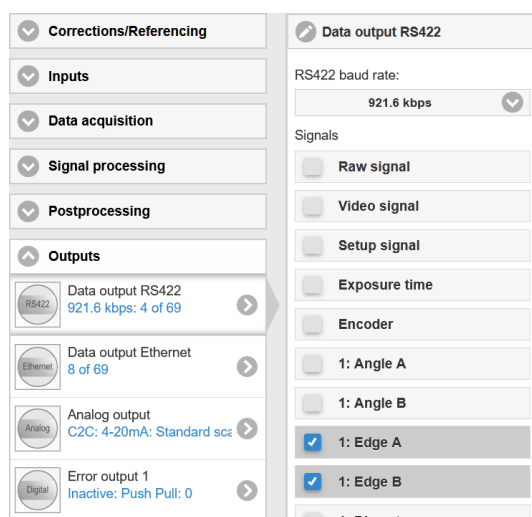 Corrections/Referencing
Inputs
Data acquisition
Signal processing
Postprocessing
Outputs
RS422
Data output RS422
921.6 kbps: 4 of 69
Ethernet
Data output Ethernet
8 of 69
Analog
Analog output
C2C: 4-20mA: Standard sca
Digital
Error output 1
Inactive: Push Pull: 0
Data output RS422
RS422 baud rate:
921.6 kbps
Signals
Raw signal
Video signal
Setup signal
Exposure time
Encoder
1: Angle A
1: Angle B
1: Edge A
1: Edge B